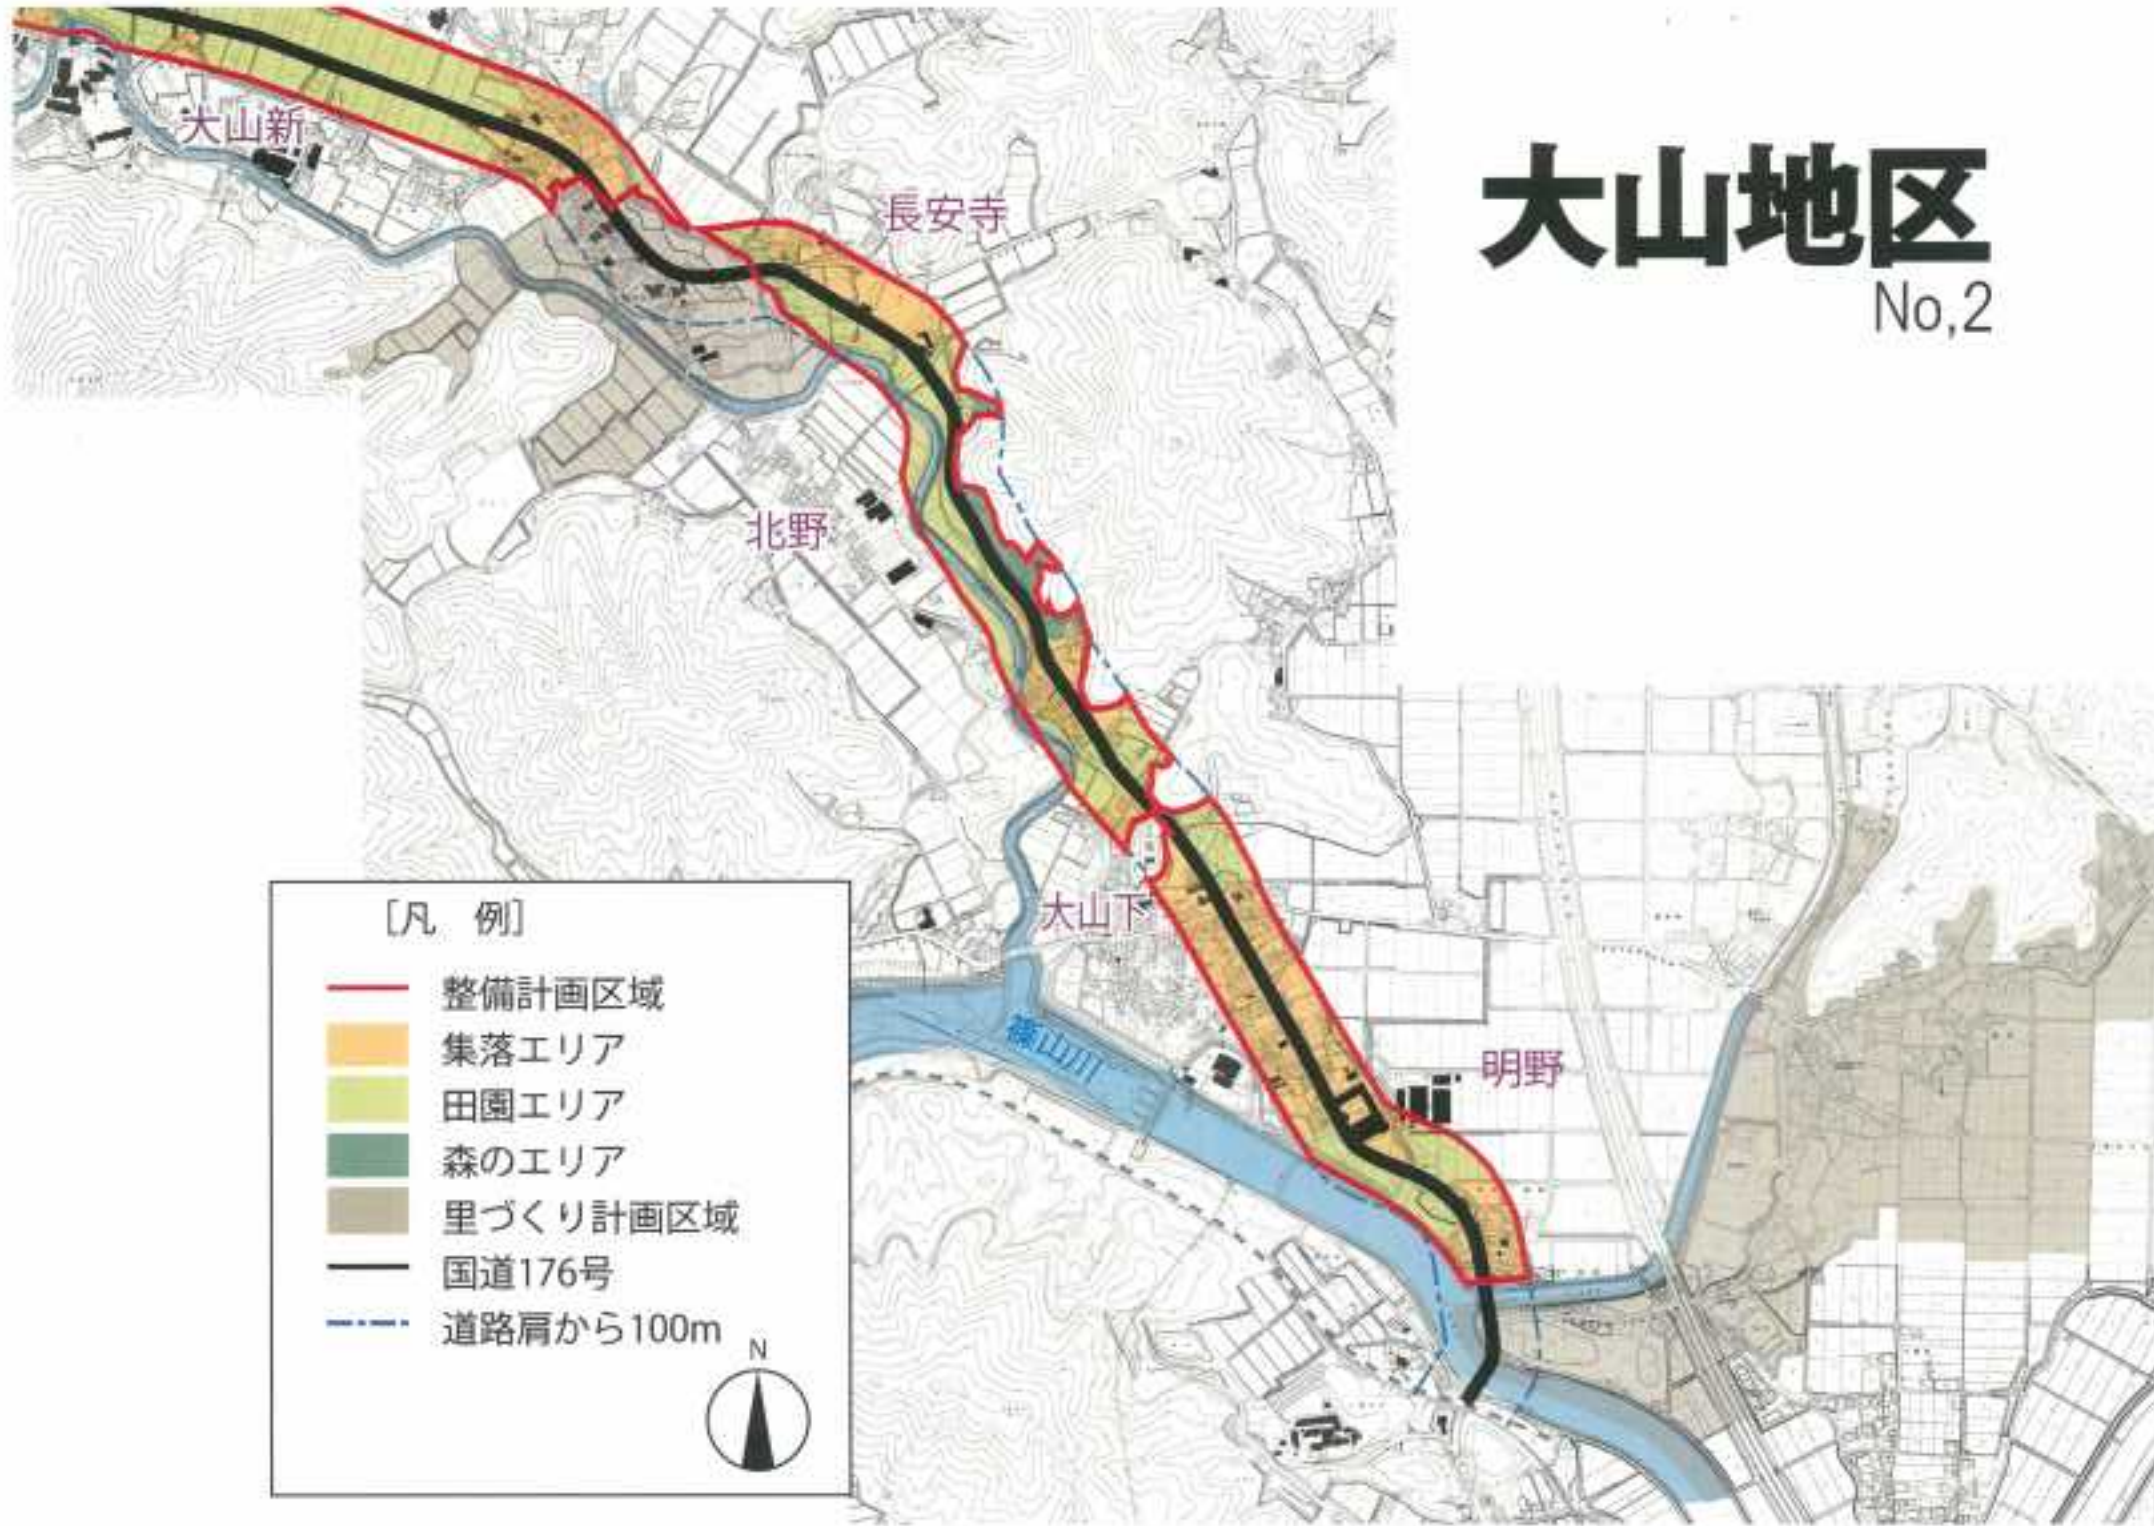 大山地区
No,2
大山新
長安寺
北野
大山下
篠山川
明野
［凡　例］
整備計画区域
集落エリア
田園エリア
森のエリア
里づくり計画区域
国道176号
道路肩から100m
N